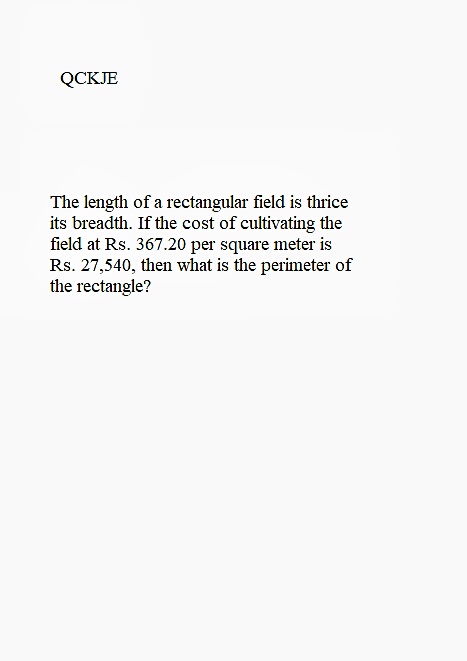 QCKJE
The length of a rectangular field is thrice
its breadth. If the cost of cultivating the
field at Rs. 367.20 per square meter is
Rs. 27,540, then what is the perimeter of
the rectangle?